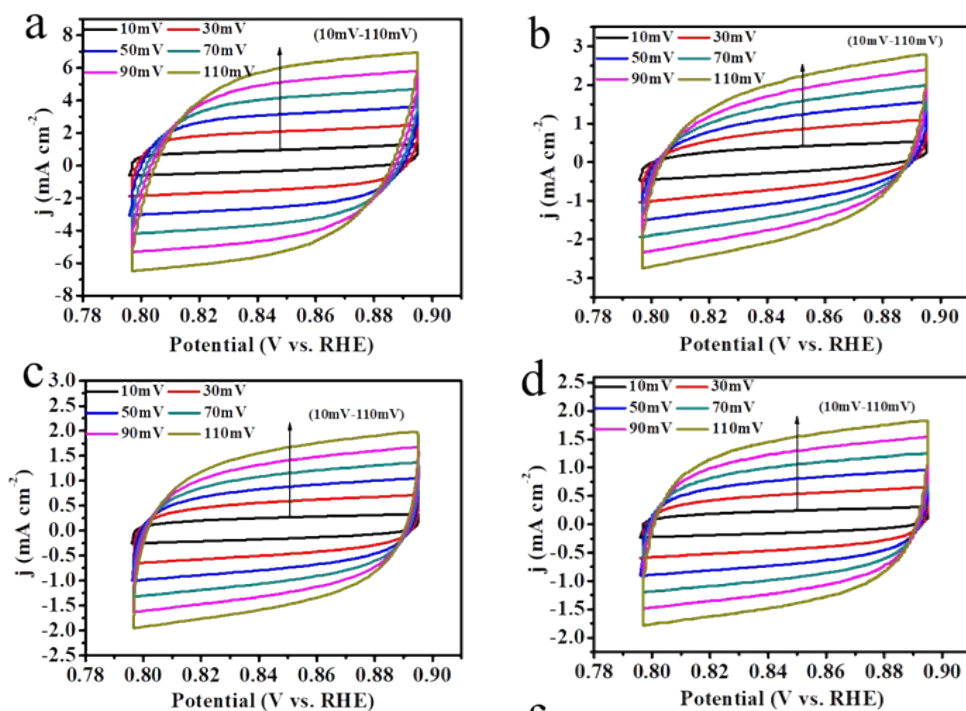 a
10mV 30mV
50mV 70mV
90mV 110mV
(10mV-110mV)
8
6
4
2
0
-2
-4
-6
-8
j (mA cm-2)
0.78 0.80 0.82 0.84 0.86 0.88 0.90
Potential (V vs. RHE)
b
10mV 30mV
50mV 70mV
90mV 110mV
(10mV-110mV)
3
2
1
0
-1
-2
-3
j (mA cm-2)
0.78 0.80 0.82 0.84 0.86 0.88 0.90
Potential (V vs. RHE)
c
10mV 30mV
50mV 70mV
90mV 110mV
(10mV-110mV)
3.0
2.5
2.0
1.5
1.0
0.5
0.0
-0.5
-1.0
-1.5
-2.0
-2.5
j (mA cm-2)
0.78 0.80 0.82 0.84 0.86 0.88 0.90
Potential (V vs. RHE)
d
10mV 30mV
50mV 70mV
90mV 110mV
(10mV-110mV)
2.5
2.0
1.5
1.0
0.5
0.0
-0.5
-1.0
-1.5
-2.0
j (mA cm-2)
0.78 0.80 0.82 0.84 0.86 0.88 0.90
Potential (V vs. RHE)